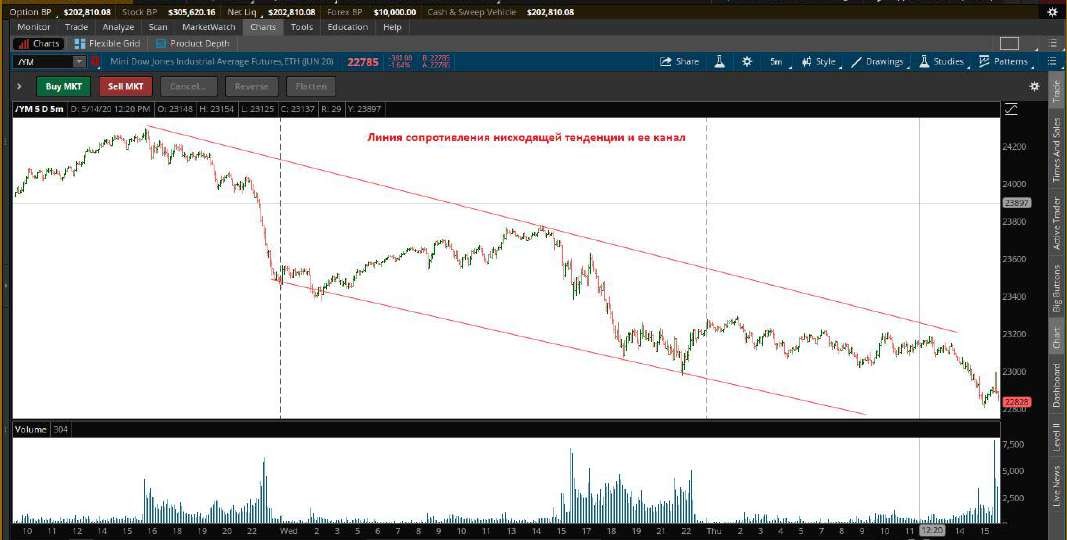 Option BP $202,810.08 Stock BP $305,620.16 Net Liq $202,810.08 Forex BP $10,000.00 Cash & Sweep Vehicle $202,810.08
Monitor Trade Analyze Scan MarketWatch Charts Tools Education Help
Charts Flexible Grid Product Depth
/YM Mini Dow Jones Industrial Average Futures,ETH (JUN 20) 22785 -381.00 -1.64% B: 22785 A: 22785 Share 5m Style Drawings Studies Patterns
Buy MKT Sell MKT Cancel... Reverse Flatten
/YM 5 D 5m D: 5/14/20 12:20 PM O: 23148 H: 23154 L: 23125 C: 23137 R: 29 Y: 23897
Линия сопротивления нисходящей тенденции и ее канал
24200
24000
23897
23800
23600
23400
23200
23000
22828
22800
Volume 304
7,500
5,000
2,500
0
10 11 12 14 15 16 18 19 20 22 Wed 2 3 4 5 6 7 8 9 10 11 12 13 14 15 17 18 19 20 21 22 Thu 2 3 4 5 6 7 8 9 10 11 12:20 14 15
Trade
Times And Sales
Active Trader
Big Buttons
Chart
Dashboard
Level II
Live News